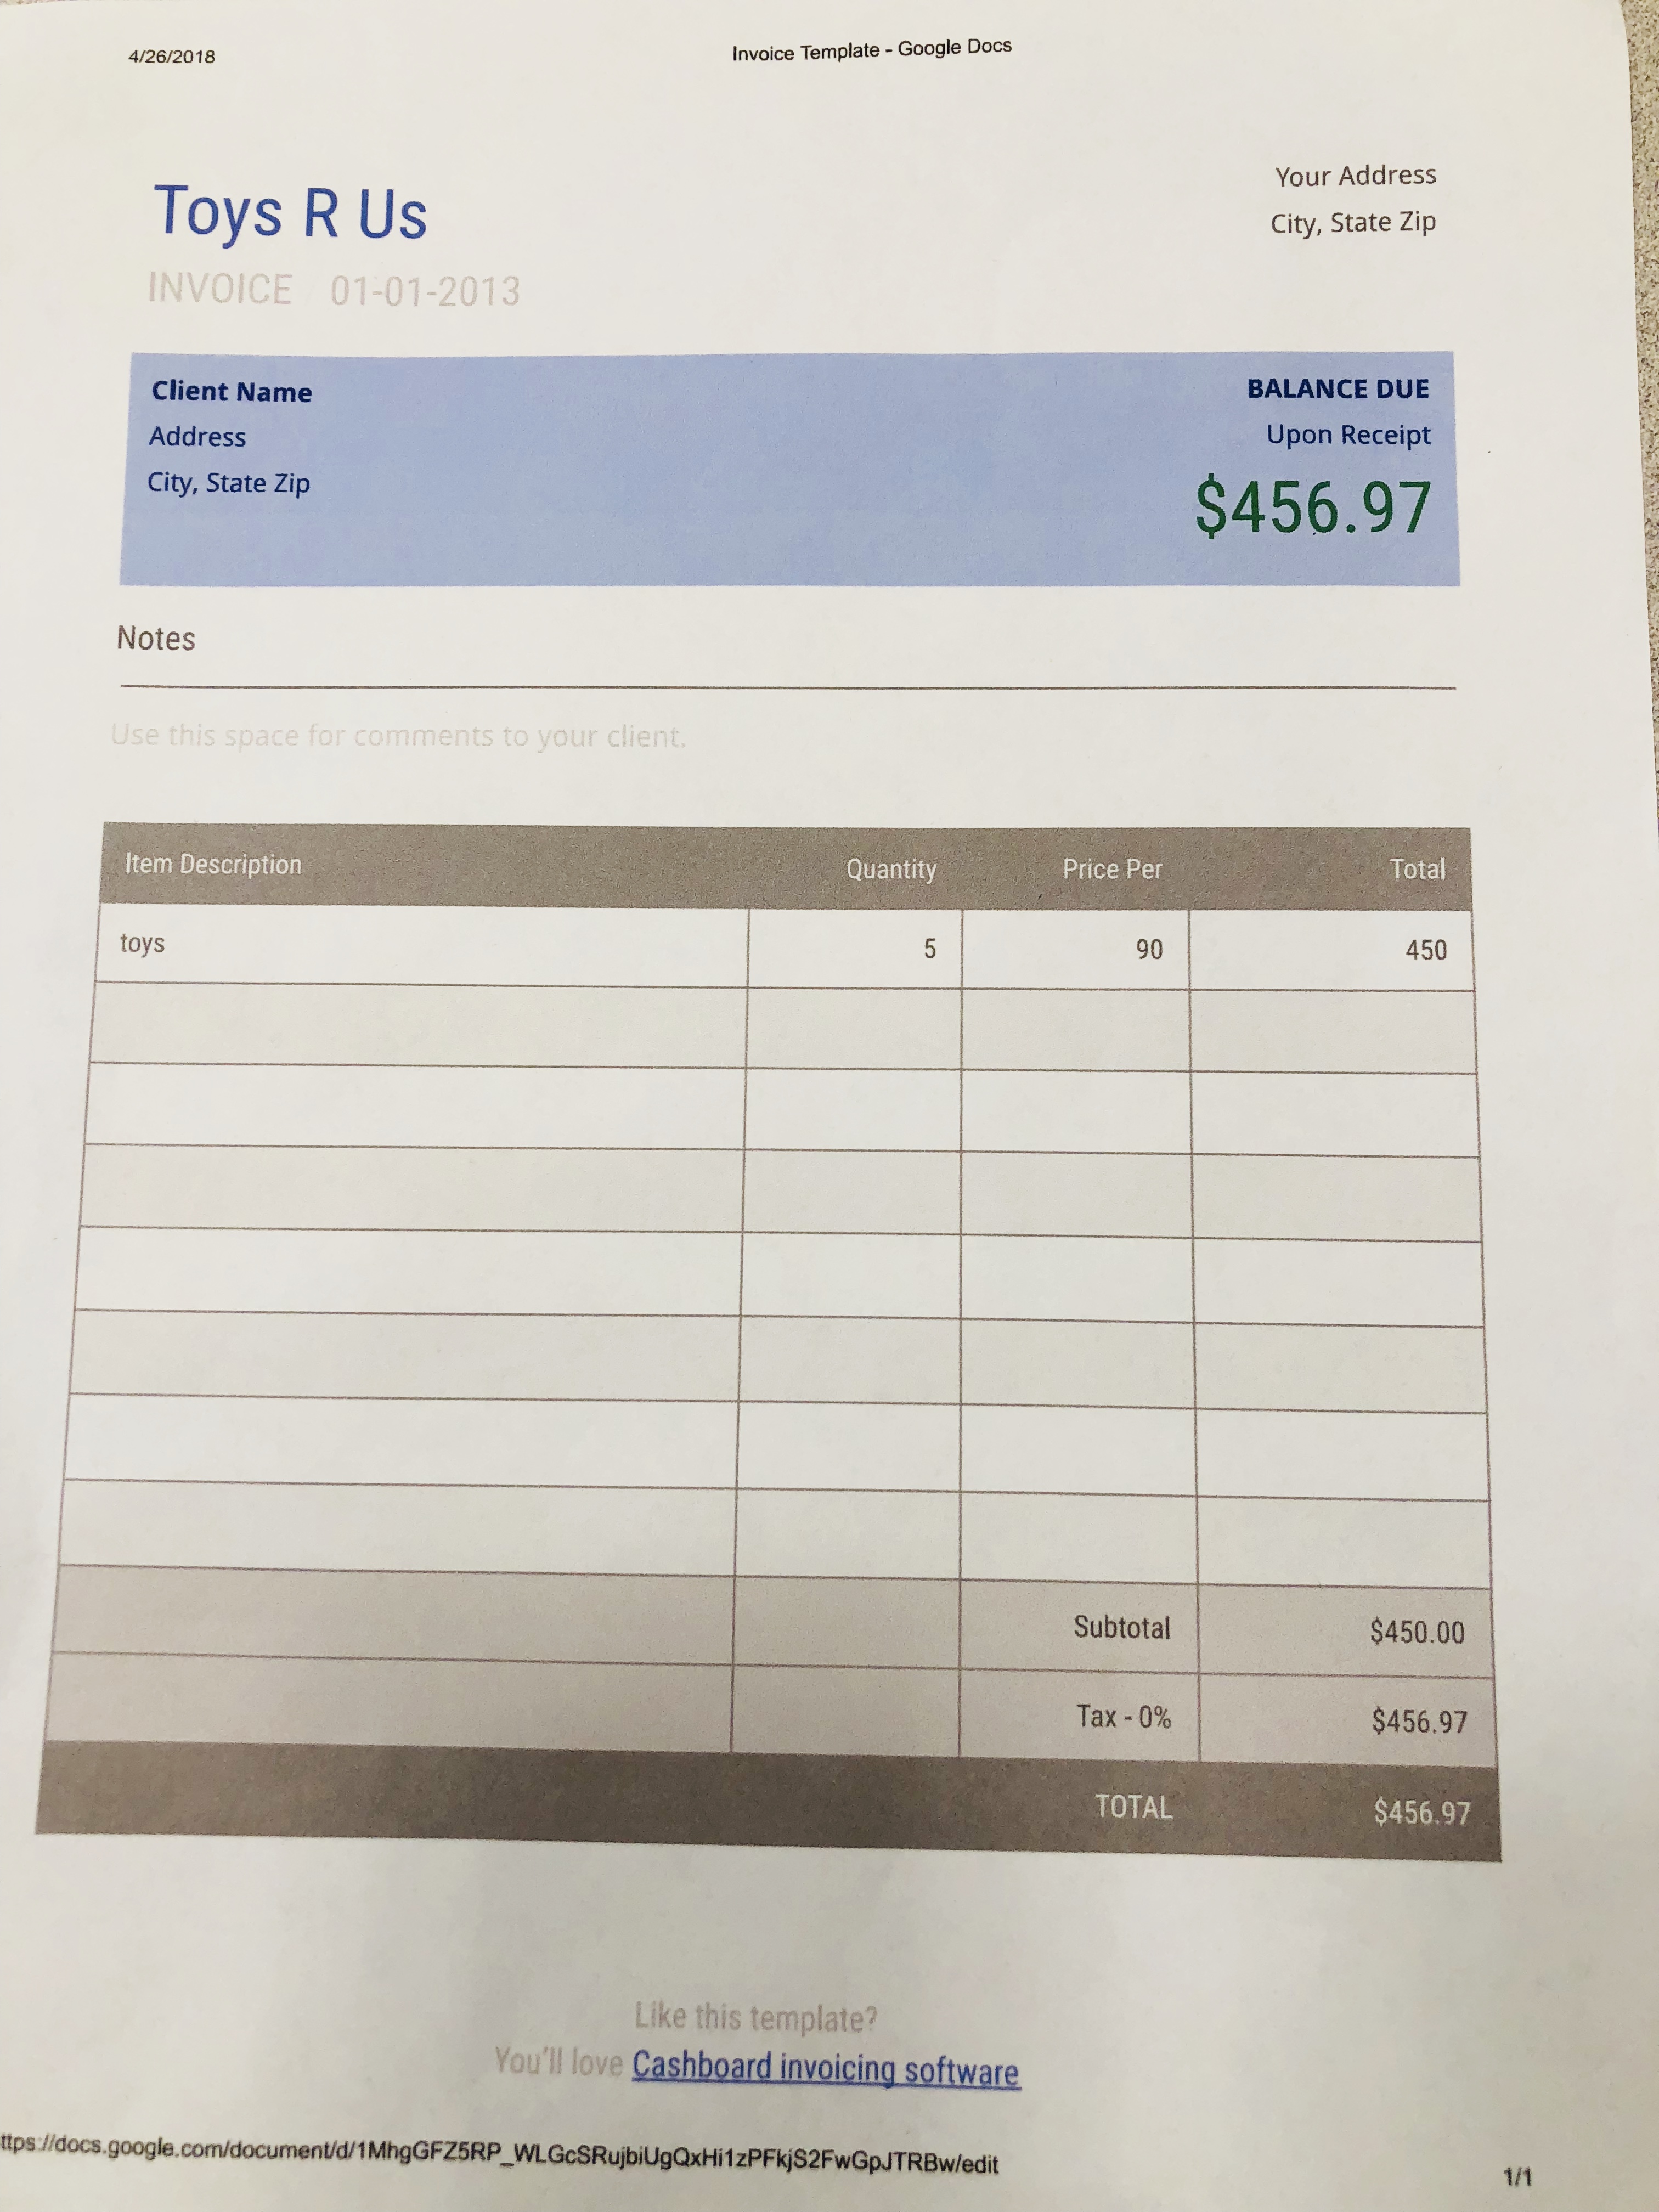 4/26/2018 Invoice Template - Google Docs
Toys R Us
Your Address
City, State Zip
INVOICE 01-01-2013
Client Name
Address
City, State Zip
BALANCE DUE
Upon Receipt
$456.97
Notes
Use this space for comments to your client.
Item Description Quantity Price Per Total
toys 5 90 450
Subtotal $450.00
Tax - 0% $456.97
TOTAL $456.97
Like this template?
You'll love Cashboard invoicing software
ttps://docs.google.com/document/d/1MhgGFZ5RP_WLGcSRujbiUgQxHi1zPFkjS2FwGpJTRBw/edit
1/1